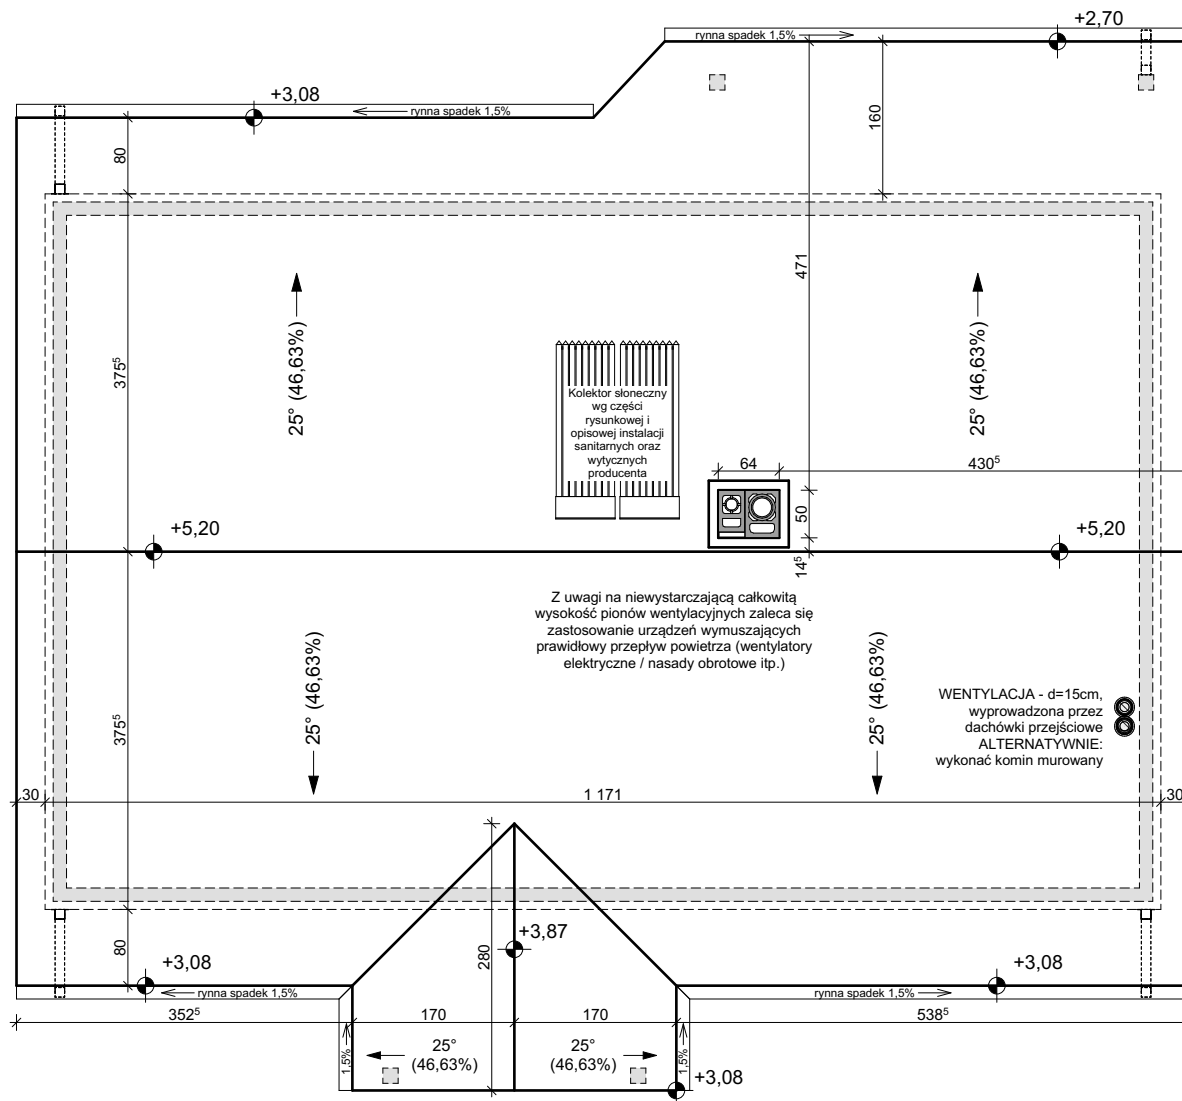 +2,70
rynna spadek 1,5%
+3,08
rynna spadek 1,5%
80
160
471
375⁵
25° (46,63%)
25° (46,63%)
Kolektor słoneczny
wg części
rysunkowej i
opisowej instalacji
sanitarnych oraz
wytycznych
producenta
64
430⁵
50
+5,20
+5,20
14⁵
Z uwagi na niewystarczającą całkowitą
wysokość pionów wentylacyjnych zaleca się
zastosowanie urządzeń wymuszających
prawidłowy przepływ powietrza (wentylatory
elektryczne / nasady obrotowe itp.)
375⁵
25° (46,63%)
25° (46,63%)
WENTYLACJA - d=15cm,
wyprowadzona przez
dachówki przejściowe
ALTERNATYWNIE:
wykonać komin murowany
30
1 171
30
80
280
+3,87
+3,08
+3,08
rynna spadek 1,5%
rynna spadek 1,5%
352⁵
170
170
538⁵
1,5%
25°
(46,63%)
25°
(46,63%)
1,5%
+3,08